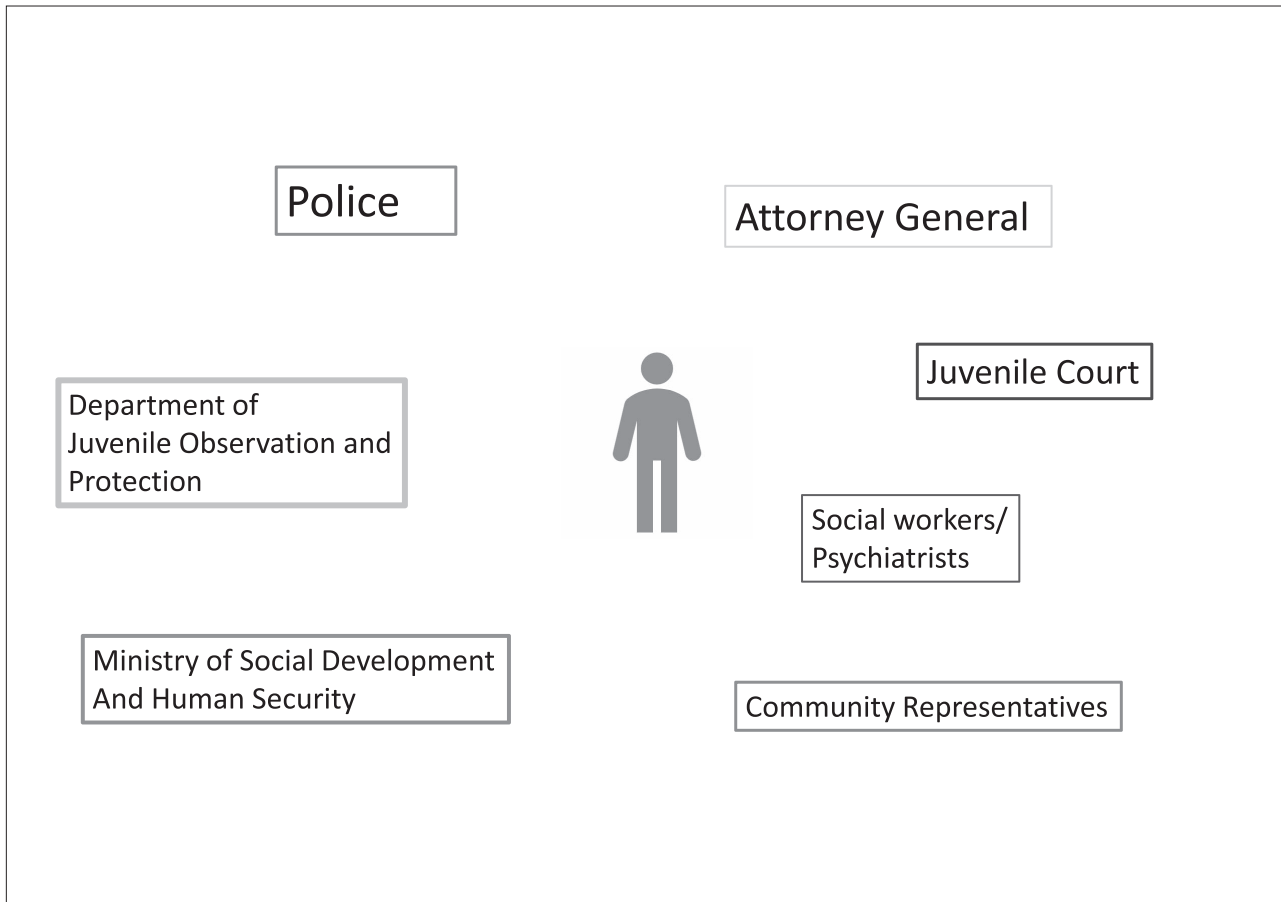 Police
Attorney General
Juvenile Court
Department of
Juvenile Observation and
Protection
Social workers/
Psychiatrists
Ministry of Social Development
And Human Security
Community Representatives